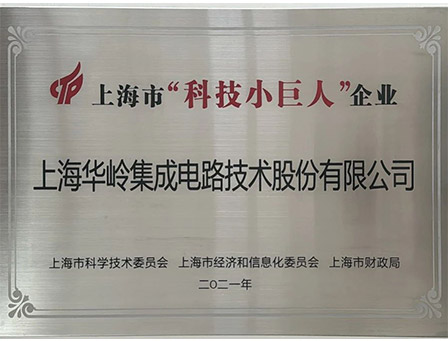 上海市“科技小巨人”企业
上海华岭集成电路技术股份有限公司
上海市科学技术委员会 上海市经济和信息化委员会 上海市财政局
二〇二一年